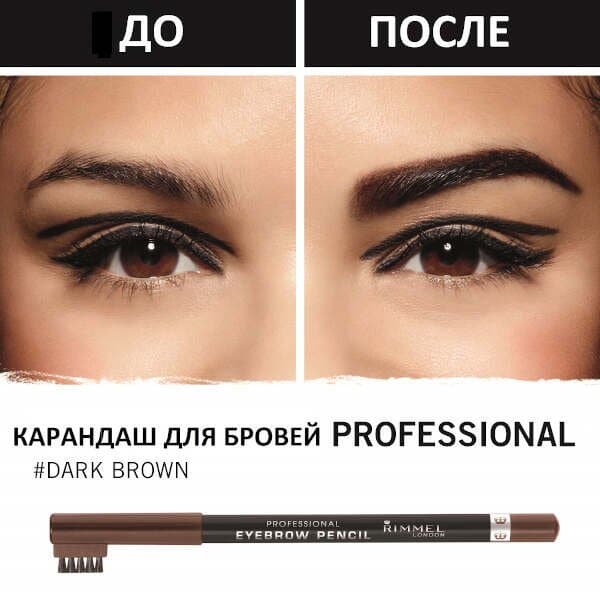 ДО
ПОСЛЕ
КАРАНДАШ ДЛЯ БРОВЕЙ PROFESSIONAL
#DARK BROWN
PROFESSIONAL
EYEBROW PENCIL
RIMMEL
LONDON